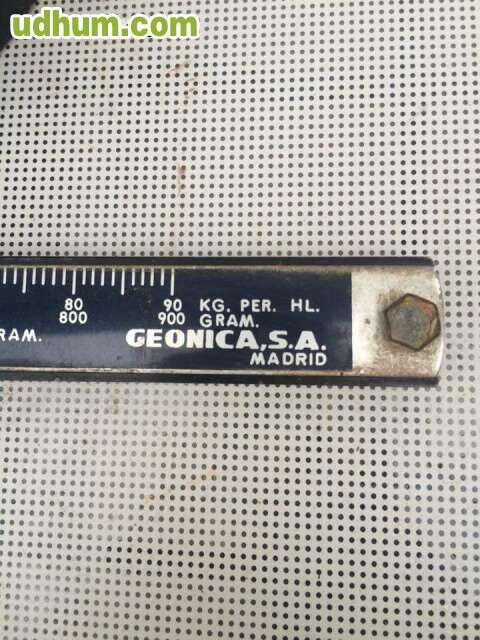 udhum.com
80 90 KG. PER. HL.
800 900 GRAM.
RAM. GEONICA, S.A.
MADRID